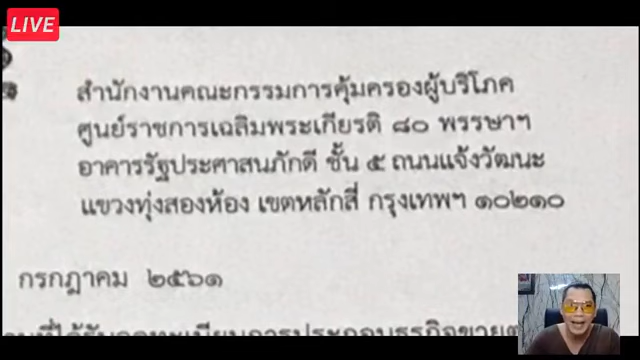 LIVE
สำนักงานคณะกรรมการคุ้มครองผู้บริโภค
ศูนย์ราชการเฉลิมพระเกียรติ ๘๐ พรรษาฯ
อาคารรัฐประศาสนภักดี ชั้น ๕ ถนนแจ้งวัฒนะ
แขวงทุ่งสองห้อง เขตหลักสี่ กรุงเทพฯ ๑๐๒๑๐
กรกฎาคม ๒๕๖๑